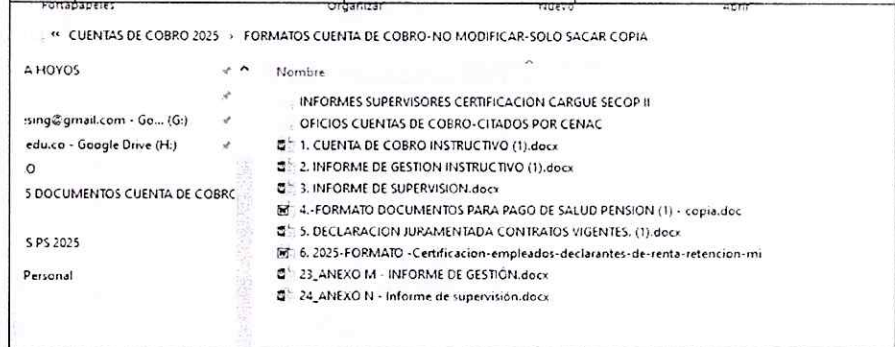 Portapapeles Organizar Nuevo Abrir
« CUENTAS DE COBRO 2025 › FORMATOS CUENTA DE COBRO-NO MODIFICAR-SOLO SACAR COPIA
A HOYOS
Nombre
INFORMES SUPERVISORES CERTIFICACION CARGUE SECOP II
:sing@gmail.com - Go... (G:)
OFICIOS CUENTAS DE COBRO-CITADOS POR CENAC
edu.co - Google Drive (H:)
1. CUENTA DE COBRO INSTRUCTIVO (1).docx
O
2. INFORME DE GESTION INSTRUCTIVO (1).docx
5 DOCUMENTOS CUENTA DE COBRO
3. INFORME DE SUPERVISION.docx
4.-FORMATO DOCUMENTOS PARA PAGO DE SALUD PENSION (1) - copia.doc
5. DECLARACION JURAMENTADA CONTRATOS VIGENTES. (1).docx
S PS 2025
6. 2025-FORMATO -Certificacion-empleados-declarantes-de-renta-retencion-mi
Personal
23_ANEXO M - INFORME DE GESTIÓN.docx
24_ANEXO N - Informe de supervisión.docx